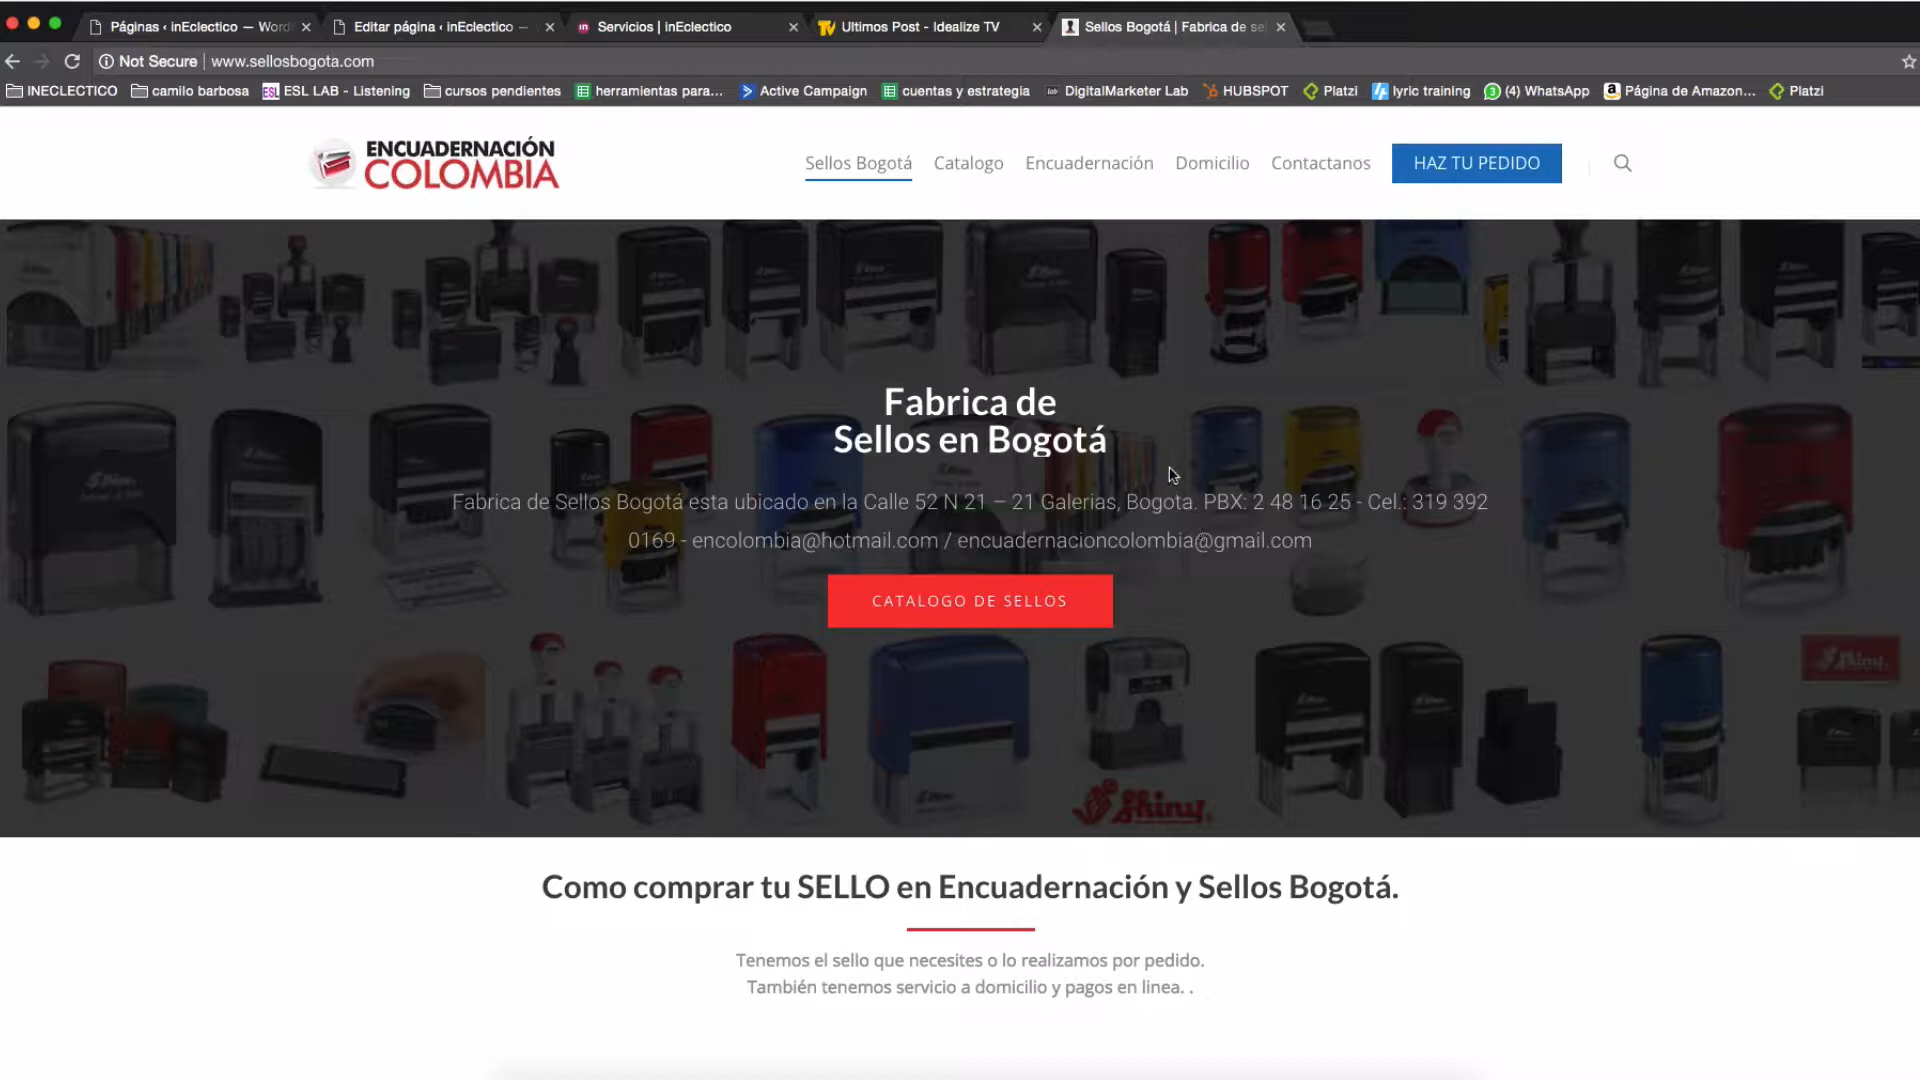 Páginas ‹ inEclectico — Word
Editar página ‹ inEclectico —
Servicios | inEclectico
Ultimos Post - Idealize TV
Sellos Bogotá | Fabrica de se
Not Secure | www.sellosbogota.com
INECLECTICO
camilo barbosa
ESL LAB - Listening
cursos pendientes
herramientas para...
Active Campaign
cuentas y estrategia
DigitalMarketer Lab
HUBSPOT
Platzi
lyric training
(4) WhatsApp
Página de Amazon...
Platzi
ENCUADERNACIÓN
COLOMBIA
Sellos Bogotá
Catalogo
Encuadernación
Domicilio
Contactanos
HAZ TU PEDIDO
Fabrica de
Sellos en Bogotá
Fabrica de Sellos Bogotá esta ubicado en la Calle 52 N 21 – 21 Galerias, Bogota. PBX: 2 48 16 25 - Cel.: 319 392
0169 - encolombia@hotmail.com / encuadernacioncolombia@gmail.com
CATALOGO DE SELLOS
Shiny
Shiny
Como comprar tu SELLO en Encuadernación y Sellos Bogotá.
Tenemos el sello que necesites o lo realizamos por pedido.
También tenemos servicio a domicilio y pagos en linea. .